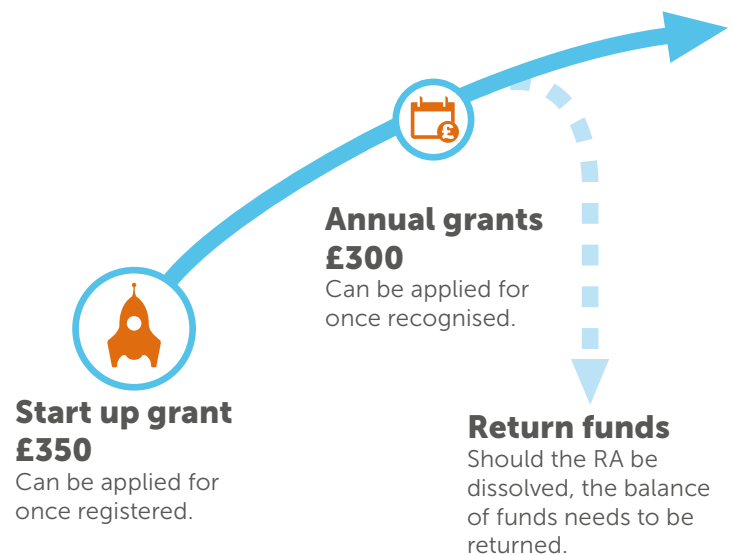 £
Annual grants
£300
Can be applied for
once recognised.
Start up grant
£350
Can be applied for
once registered.
Return funds
Should the RA be
dissolved, the balance
of funds needs to be
returned.